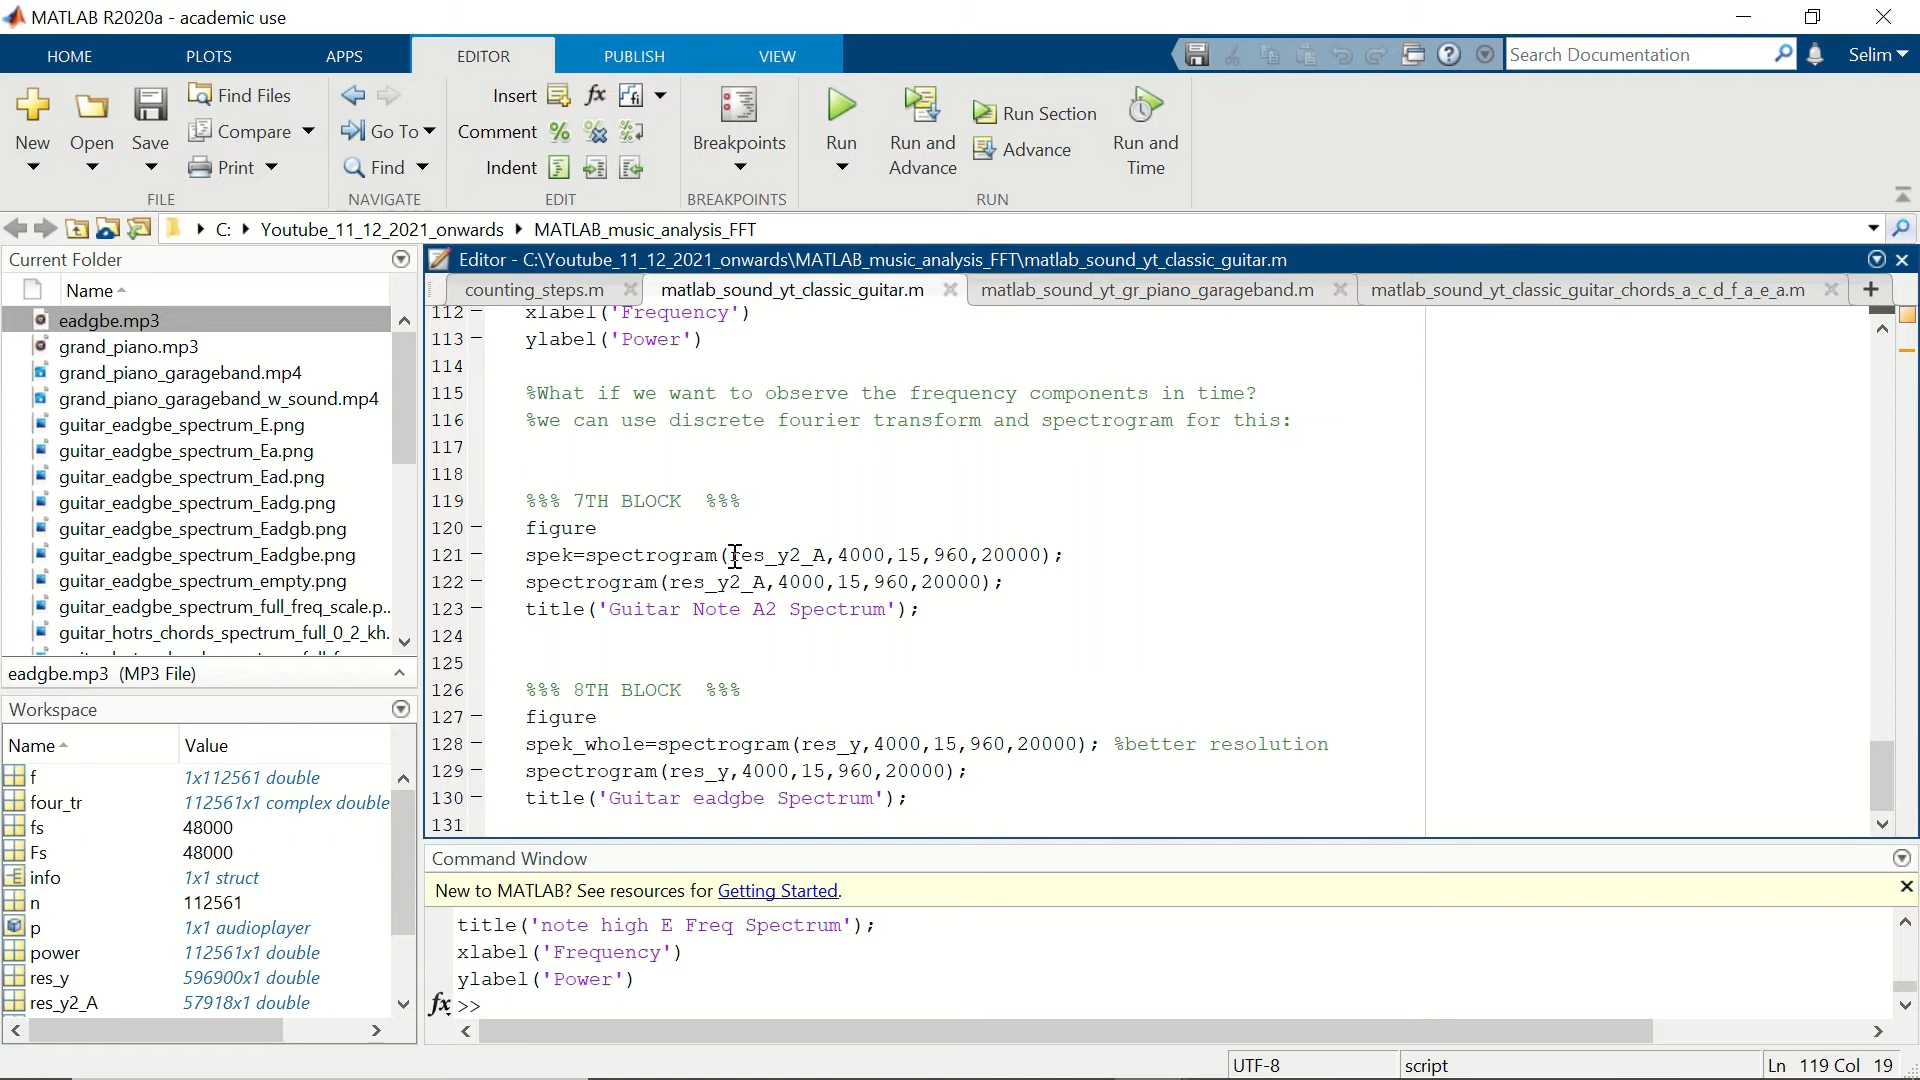 MATLAB R2020a - academic use
HOME
PLOTS
APPS
EDITOR
PUBLISH
VIEW
Search Documentation
Selim
New
Open
Save
Find Files
Compare
Print
FILE
Go To
Find
NAVIGATE
Insert
fx
Comment
Indent
EDIT
Breakpoints
BREAKPOINTS
Run
Run and
Advance
Run Section
Advance
Run and
Time
RUN
C: Youtube_11_12_2021_onwards MATLAB_music_analysis_FFT
Current Folder
Name
eadgbe.mp3
grand_piano.mp3
grand_piano_garageband.mp4
grand_piano_garageband_w_sound.mp4
guitar_eadgbe_spectrum_E.png
guitar_eadgbe_spectrum_Ea.png
guitar_eadgbe_spectrum_Ead.png
guitar_eadgbe_spectrum_Eadg.png
guitar_eadgbe_spectrum_Eadgb.png
guitar_eadgbe_spectrum_Eadgbe.png
guitar_eadgbe_spectrum_empty.png
guitar_eadgbe_spectrum_full_freq_scale.p..
guitar_hotrs_chords_spectrum_full_0_2_kh.
eadgbe.mp3 (MP3 File)
Workspace
Name Value
f 1x112561 double
four_tr 112561x1 complex double
fs 48000
Fs 48000
info 1x1 struct
n 112561
p 1x1 audioplayer
power 112561x1 double
res_y 596900x1 double
res_y2_A 57918x1 double
Editor - C:\Youtube_11_12_2021_onwards\MATLAB_music_analysis_FFT\matlab_sound_yt_classic_guitar.m
counting_steps.m
matlab_sound_yt_classic_guitar.m
matlab_sound_yt_gr_piano_garageband.m
matlab_sound_yt_classic_guitar_chords_a_c_d_f_a_e_a.m
112 xlabel('Frequency')
113 ylabel('Power')
114
115 %What if we want to observe the frequency components in time?
116 %we can use discrete fourier transform and spectrogram for this:
117
118
119 %%% 7TH BLOCK %%%
120 figure
121 spek=spectrogram(res_y2_A,4000,15,960,20000);
122 spectrogram(res_y2_A,4000,15,960,20000);
123 title('Guitar Note A2 Spectrum');
124
125
126 %%% 8TH BLOCK %%%
127 figure
128 spek_whole=spectrogram(res_y,4000,15,960,20000); %better resolution
129 spectrogram(res_y,4000,15,960,20000);
130 title('Guitar eadgbe Spectrum');
131
Command Window
New to MATLAB? See resources for Getting Started.
title('note high E Freq Spectrum');
xlabel('Frequency')
ylabel('Power')
fx >>
UTF-8
script
Ln 119 Col 19